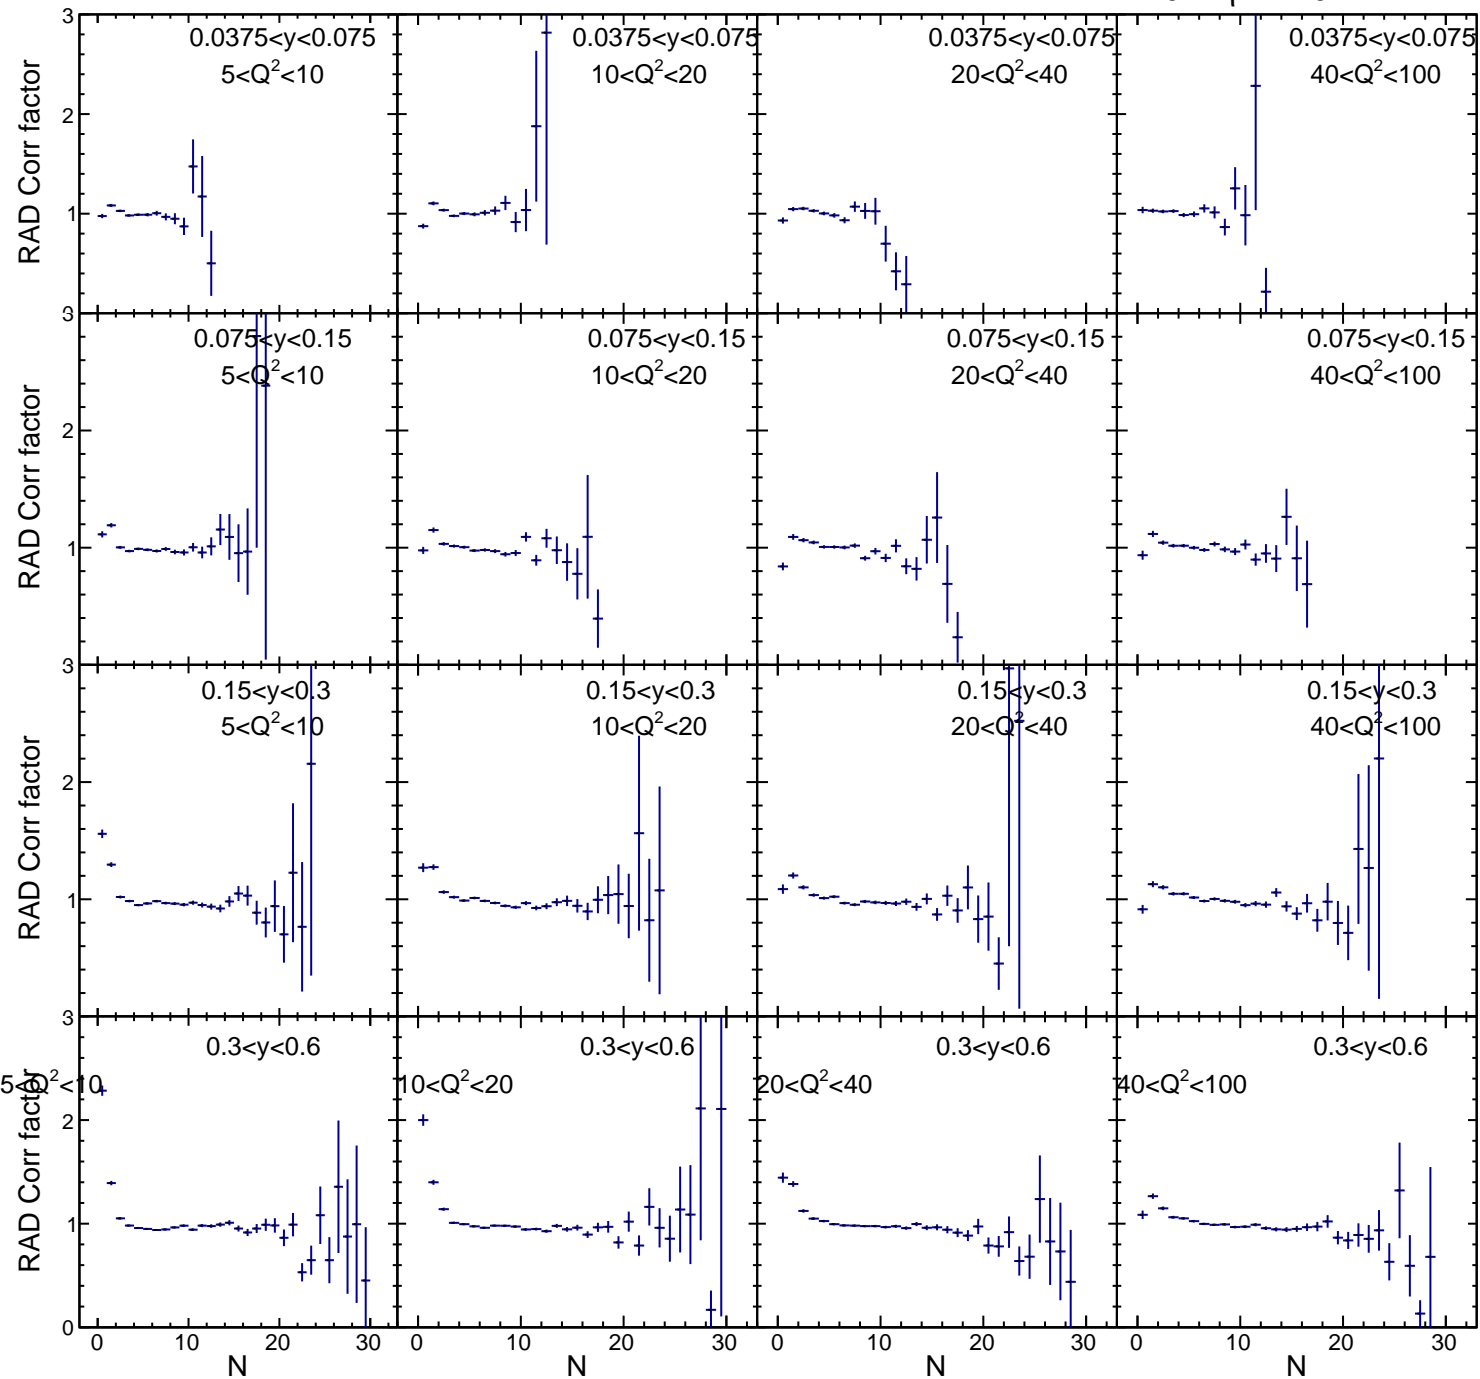 3 0.0375<y<0.075 0.0375<y<0.075 0.0375<y<0.075 0.0375<y<0.075
5<Q²<10 10<Q²<20 20<Q²<40 40<Q²<100
2
1
RAD Corr factor
3 0.075<y<0.15 0.075<y<0.15 0.075<y<0.15 0.075<y<0.15
5<Q²<10 10<Q²<20 20<Q²<40 40<Q²<100
2
1
RAD Corr factor
3 0.15<y<0.3 0.15<y<0.3 0.15<y<0.3 0.15<y<0.3
5<Q²<10 10<Q²<20 20<Q²<40 40<Q²<100
2
1
RAD Corr factor
3 0.3<y<0.6 0.3<y<0.6 0.3<y<0.6 0.3<y<0.6
5<Q²<10 10<Q²<20 20<Q²<40 40<Q²<100
2
1
0
RAD Corr factor
0 10 20 30 0 10 20 30 0 10 20 30 0 10 20 30
N N N N